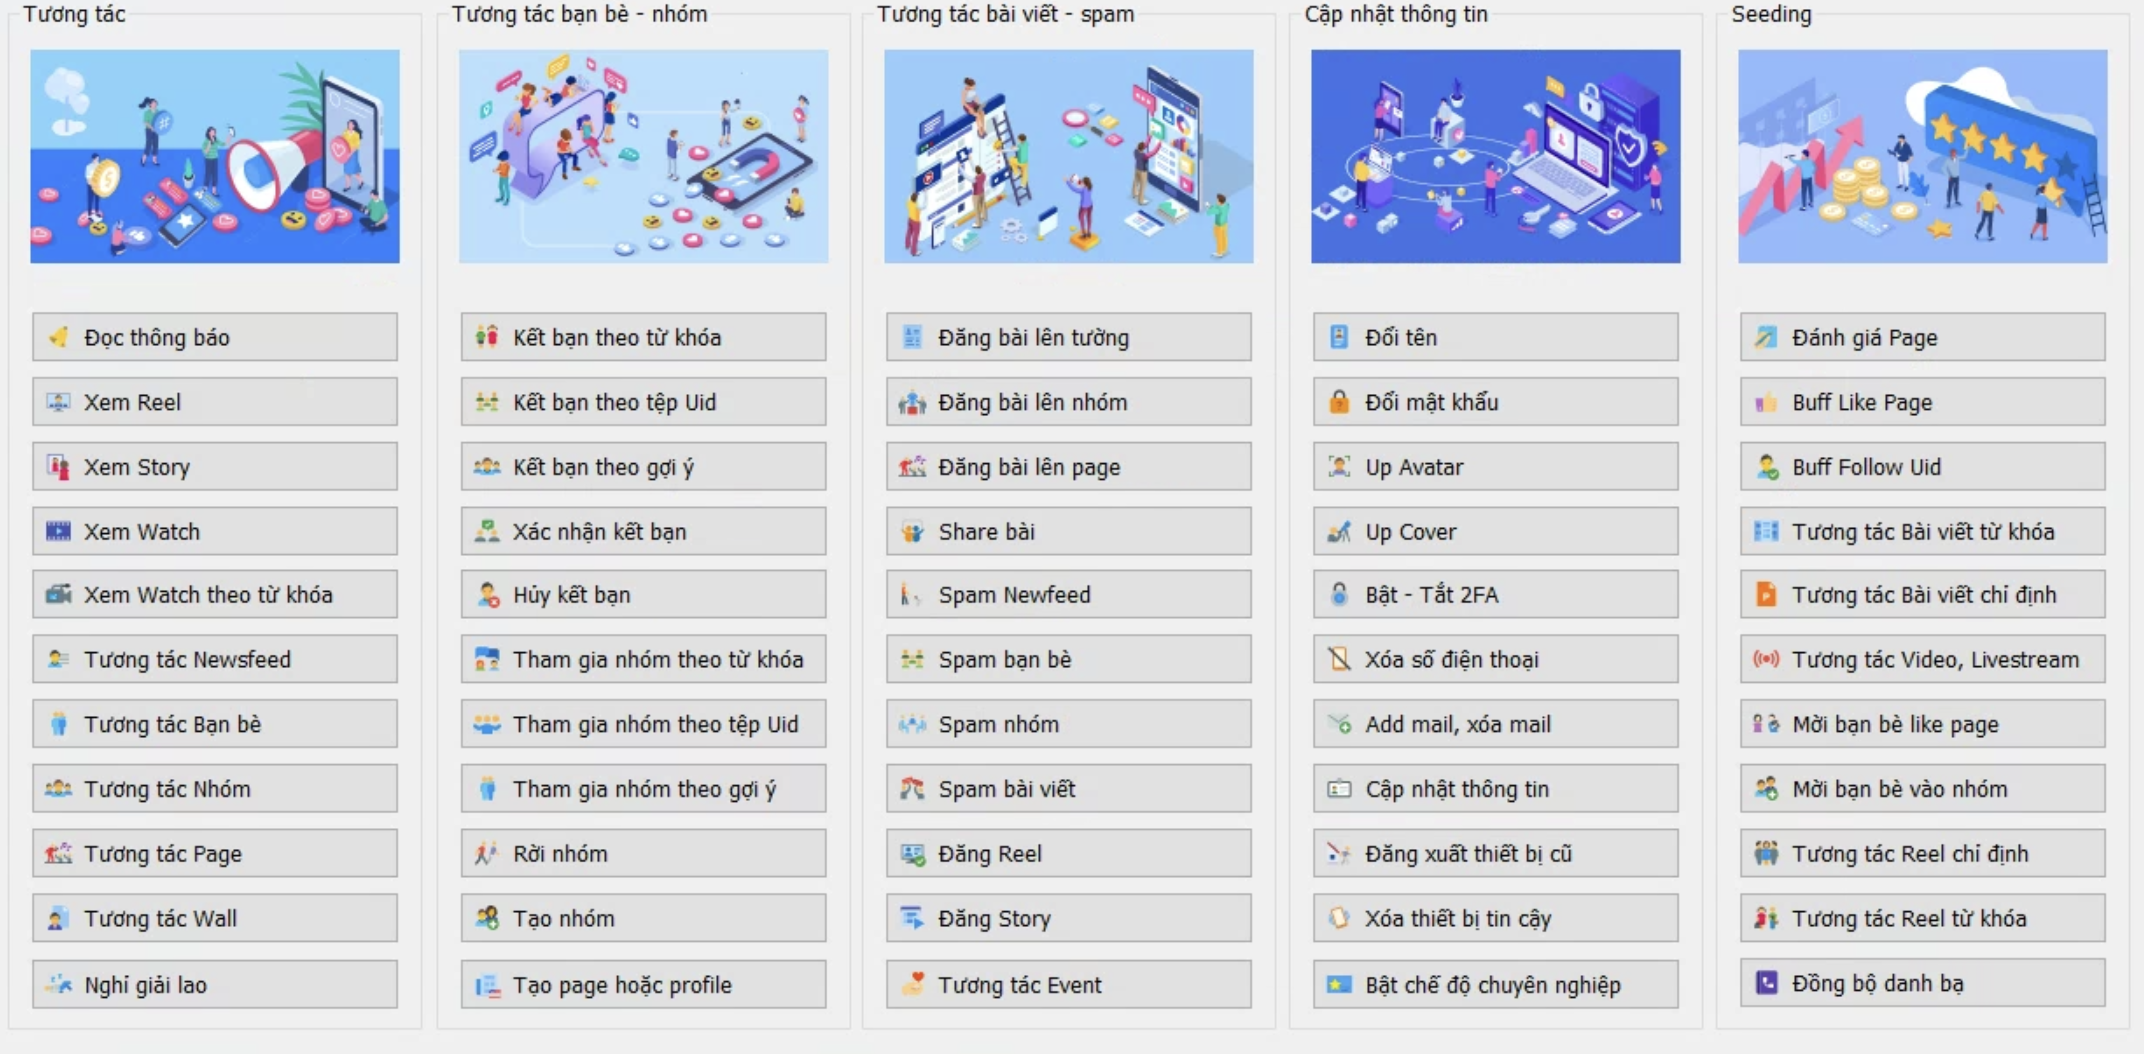 Tương tác
Đọc thông báo
Xem Reel
Xem Story
Xem Watch
Xem Watch theo từ khóa
Tương tác Newsfeed
Tương tác Bạn bè
Tương tác Nhóm
Tương tác Page
Tương tác Wall
Nghỉ giải lao
Tương tác bạn bè - nhóm
Kết bạn theo từ khóa
Kết bạn theo tệp Uid
Kết bạn theo gợi ý
Xác nhận kết bạn
Hủy kết bạn
Tham gia nhóm theo từ khóa
Tham gia nhóm theo tệp Uid
Tham gia nhóm theo gợi ý
Rời nhóm
Tạo nhóm
Tạo page hoặc profile
Tương tác bài viết - spam
Đăng bài lên tường
Đăng bài lên nhóm
Đăng bài lên page
Share bài
Spam Newfeed
Spam bạn bè
Spam nhóm
Spam bài viết
Đăng Reel
Đăng Story
Tương tác Event
Cập nhật thông tin
Đổi tên
Đổi mật khẩu
Up Avatar
Up Cover
Bật - Tắt 2FA
Xóa số điện thoại
Add mail, xóa mail
Cập nhật thông tin
Đăng xuất thiết bị cũ
Xóa thiết bị tin cậy
Bật chế độ chuyên nghiệp
Seeding
Đánh giá Page
Buff Like Page
Buff Follow Uid
Tương tác Bài viết từ khóa
Tương tác Bài viết chỉ định
Tương tác Video, Livestream
Mời bạn bè like page
Mời bạn bè vào nhóm
Tương tác Reel chỉ định
Tương tác Reel từ khóa
Đồng bộ danh bạ